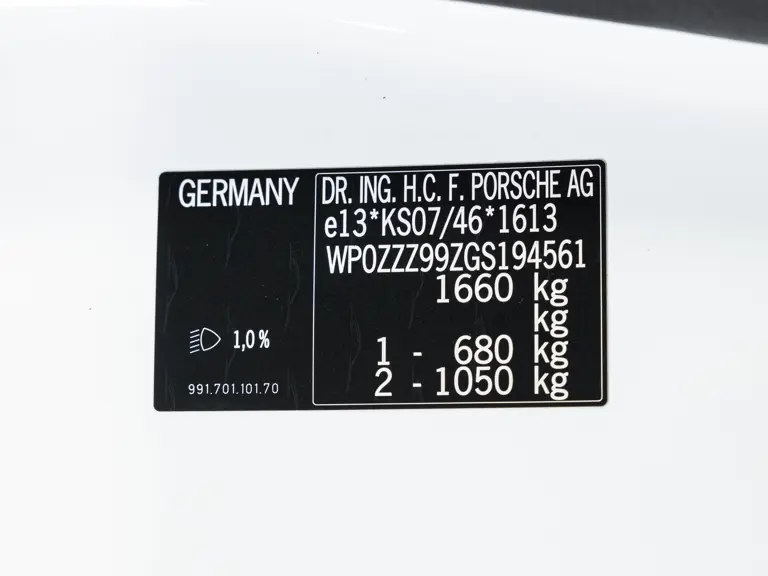 GERMANY
DR. ING. H.C. F. PORSCHE AG
e13*KS07/46*1613
WP0ZZZ99ZGS194561
1660 kg
kg
1 - 680 kg
2 - 1050 kg
1,0 %
991.701.101.70